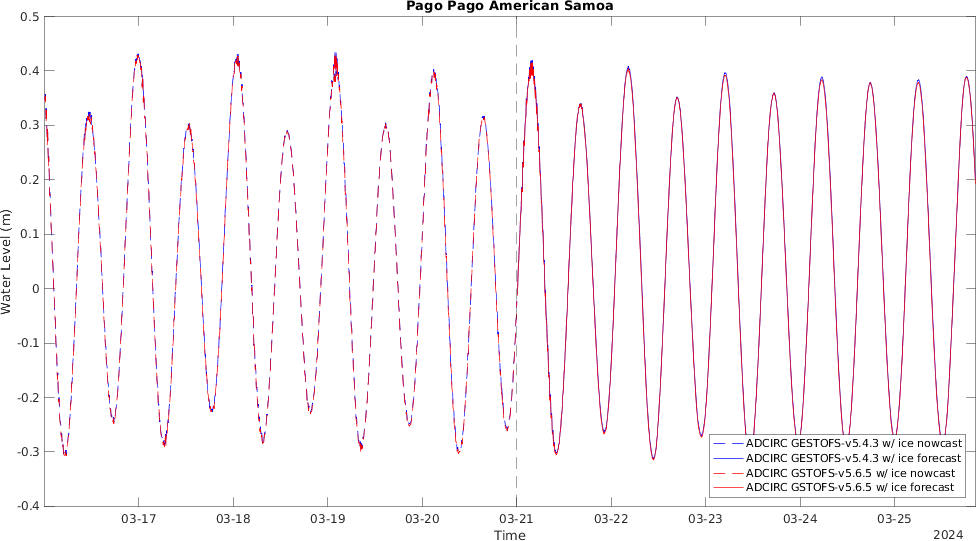 Pago Pago American Samoa
0.5
0.4
0.3
0.2
0.1
0
-0.1
-0.2
-0.3
-0.4
Water Level (m)
ADCIRC GESTOFS-v5.4.3 w/ ice nowcast
ADCIRC GESTOFS-v5.4.3 w/ ice forecast
ADCIRC GSTOFS-v5.6.5 w/ ice nowcast
ADCIRC GSTOFS-v5.6.5 w/ ice forecast
03-17 03-18 03-19 03-20 03-21 03-22 03-23 03-24 03-25
Time
2024